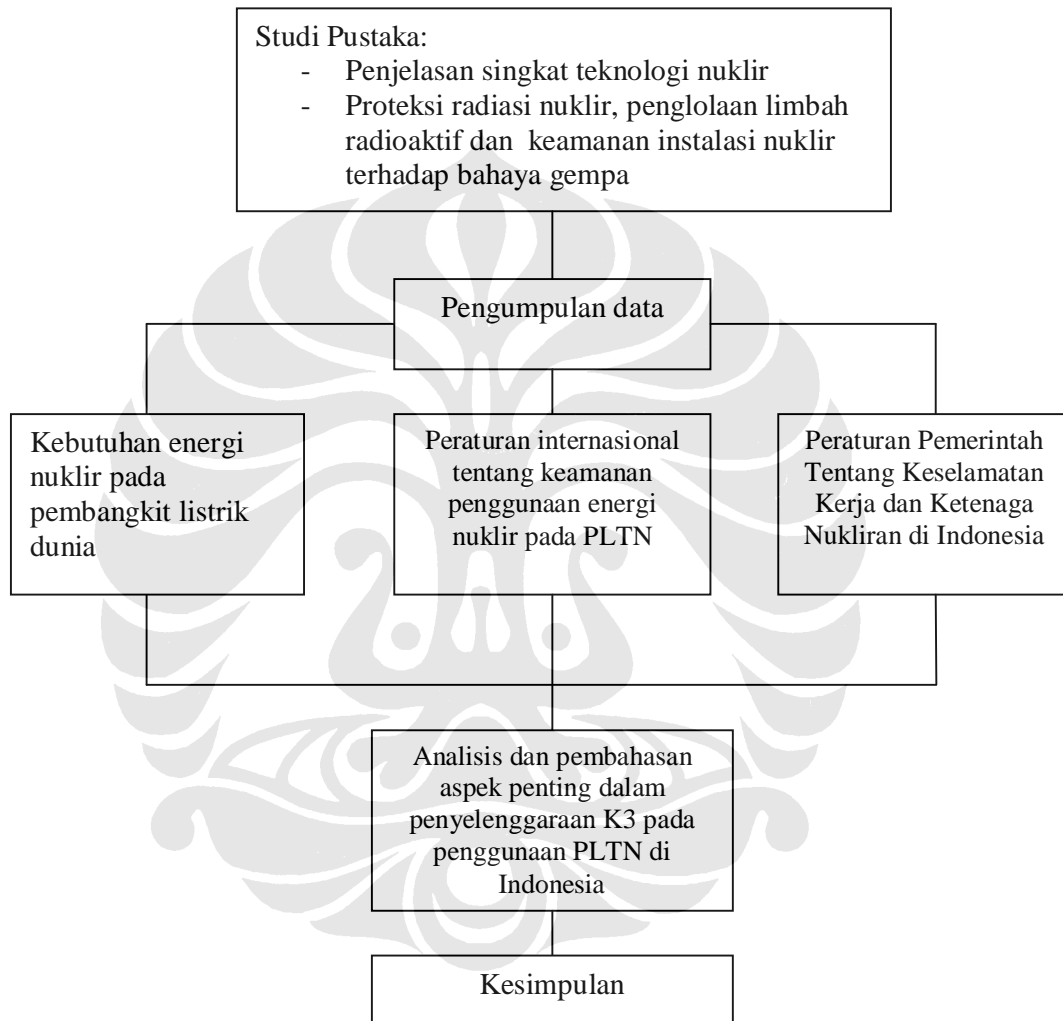 Studi Pustaka:
- Penjelasan singkat teknologi nuklir
- Proteksi radiasi nuklir, penglolaan limbah
radioaktif dan keamanan instalasi nuklir
terhadap bahaya gempa
Pengumpulan data
Kebutuhan energi
nuklir pada
pembangkit listrik
dunia
Peraturan internasional
tentang keamanan
penggunaan energi
nuklir pada PLTN
Peraturan Pemerintah
Tentang Keselamatan
Kerja dan Ketenaga
Nukliran di Indonesia
Analisis dan pembahasan
aspek penting dalam
penyelenggaraan K3 pada
penggunaan PLTN di
Indonesia
Kesimpulan